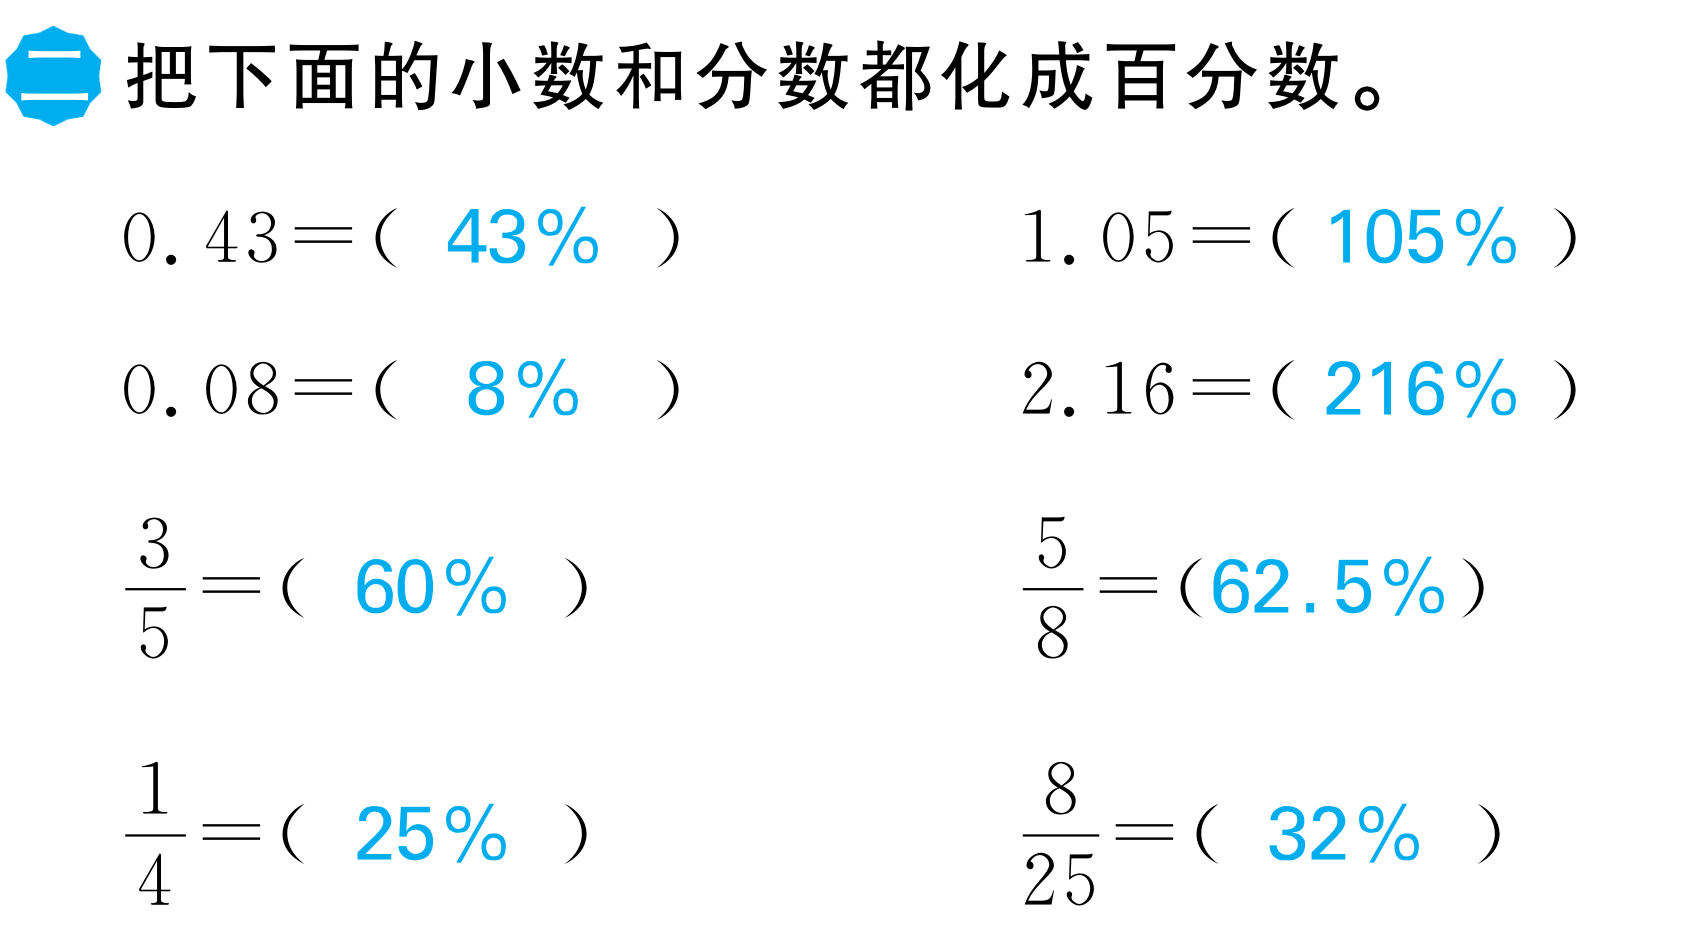 二 把下面的小数和分数都化成百分数。
0.43=( 43% ) 1.05=( 105% )
0.08=( 8% ) 2.16=( 216% )
3/5=( 60% ) 5/8=(62.5%)
1/4=( 25% ) 8/25=( 32% )